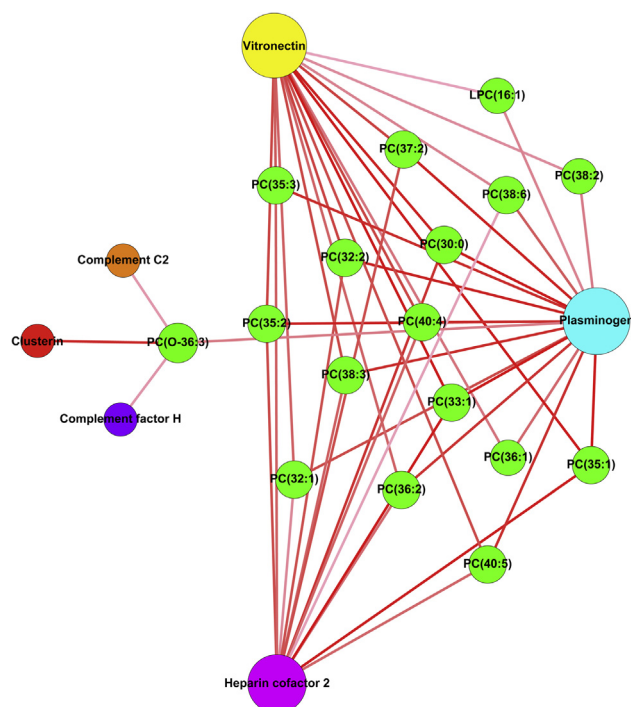 Vitronectin
LPC(16:1)
PC(37:2)
PC(38:2)
PC(35:3)
PC(38:6)
PC(30:0)
Complement C2
PC(32:2)
Plasminogen
PC(35:2)
PC(40:4)
Clusterin
PC(O-36:3)
PC(38:3)
PC(33:1)
Complement factor H
PC(36:1)
PC(35:1)
PC(32:1)
PC(36:2)
PC(40:5)
Heparin cofactor 2